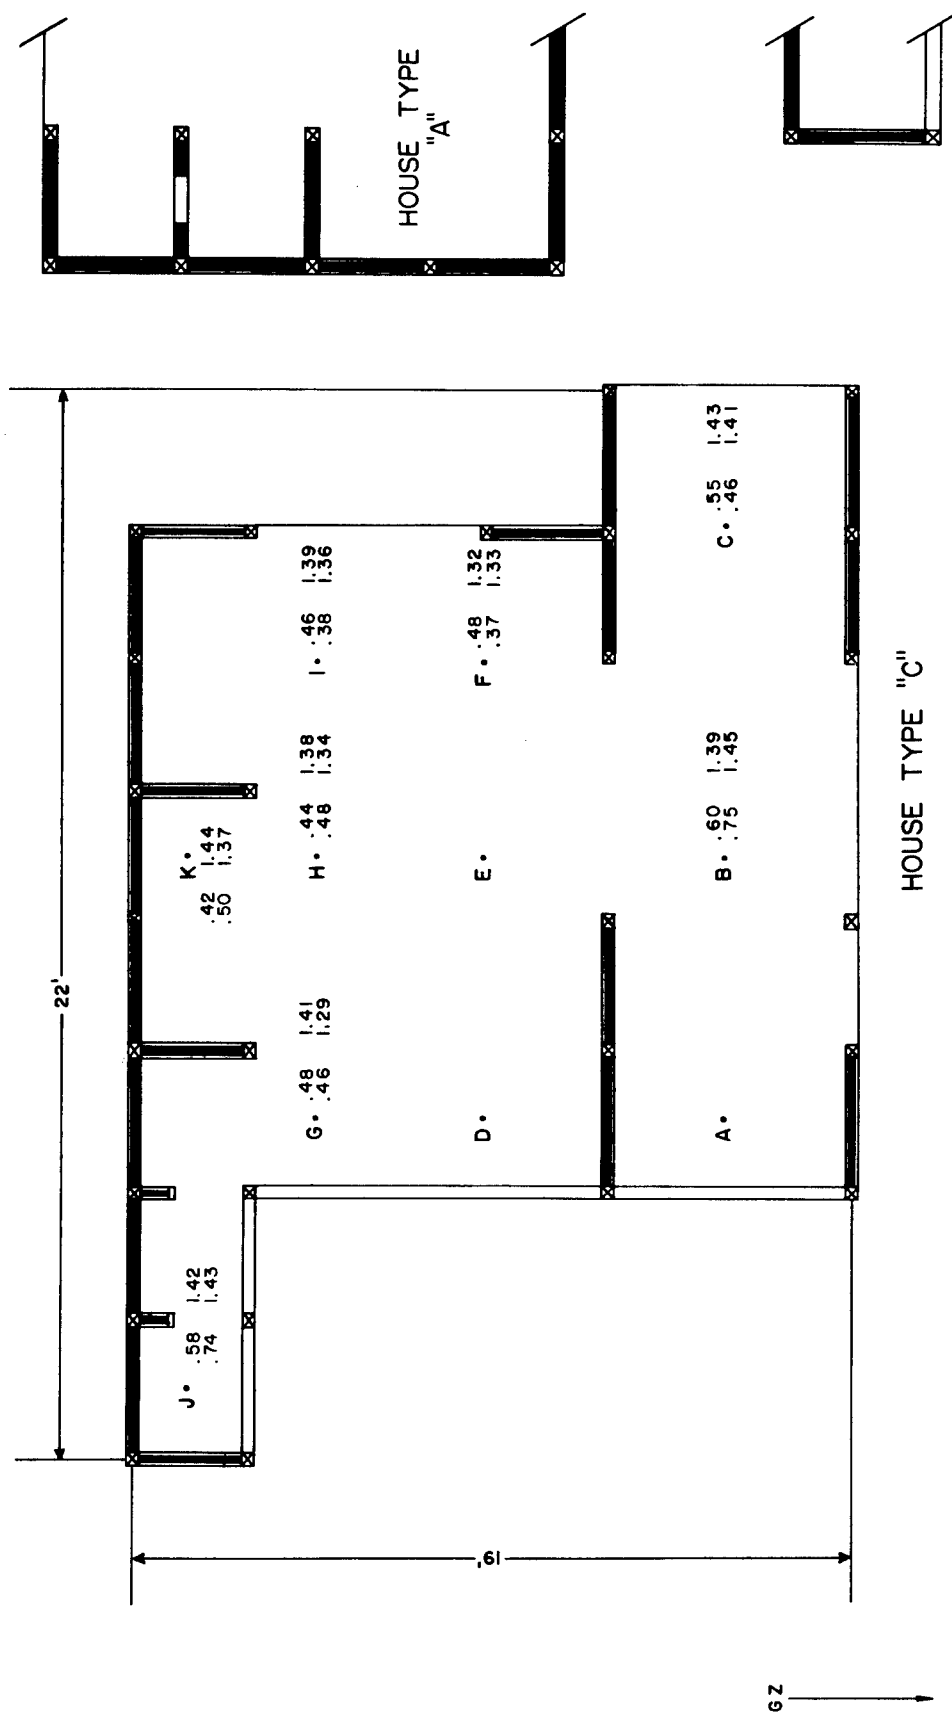 22'
HOUSE TYPE
"A"
J • .58 1.42
.74 1.43
K •
.42 1.44
.50 1.37
G • .48 1.41
.46 1.29
H • .44 1.38
.48 1.34
I • .46 1.39
.38 1.36
19'
D •
E •
F • .48 1.32
.37 1.33
A •
B • .60 1.39
.75 1.45
C • .55 1.43
.46 1.41
GZ
HOUSE TYPE "C"